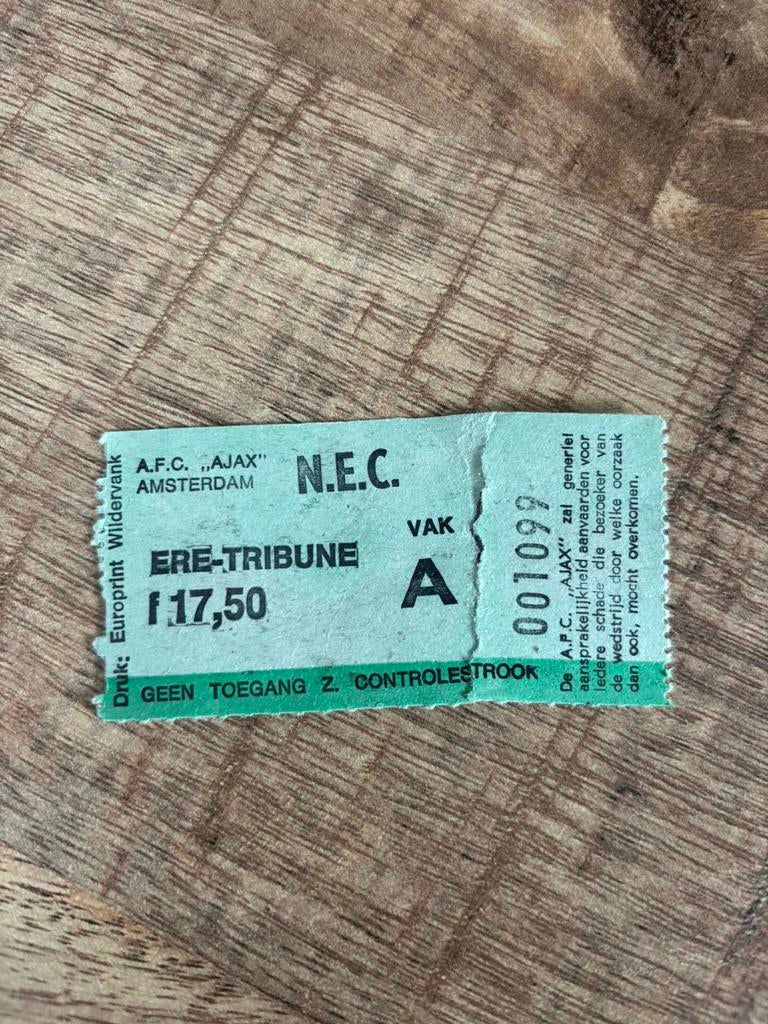 Druk: Europrint Wildervank
A.F.C. „AJAX"
AMSTERDAM
N.E.C.
VAK
A
ERE-TRIBUNE
f 17,50
GEEN TOEGANG Z. CONTROLESTROOK
001099
De A.F.C. „AJAX" zal generlei
aansprakelijkheid aanvaarden voor
iedere schade die bezoeker van
de wedstrijd door welke oorzaak
dan ook, mocht overkomen.